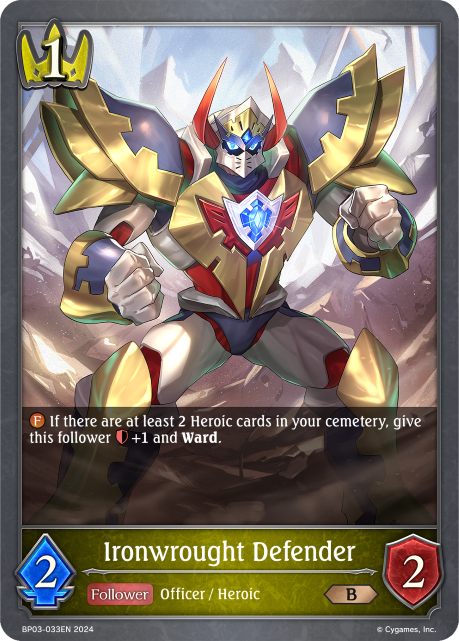 1
F If there are at least 2 Heroic cards in your cemetery, give
this follower +1 and Ward.
Ironwrought Defender
2
Follower Officer / Heroic B
2
BP03-033EN 2024
© Cygames, Inc.